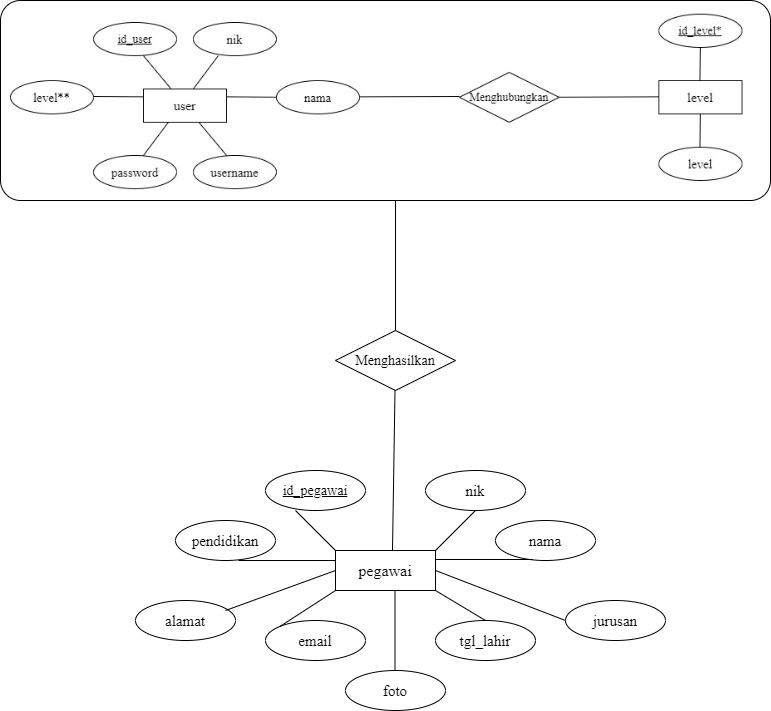 id_user
nik
id_level*
level**
user
nama
Menghubungkan
level
password
username
level
Menghasilkan
id_pegawai
nik
pendidikan
nama
pegawai
alamat
email
tgl_lahir
jurusan
foto